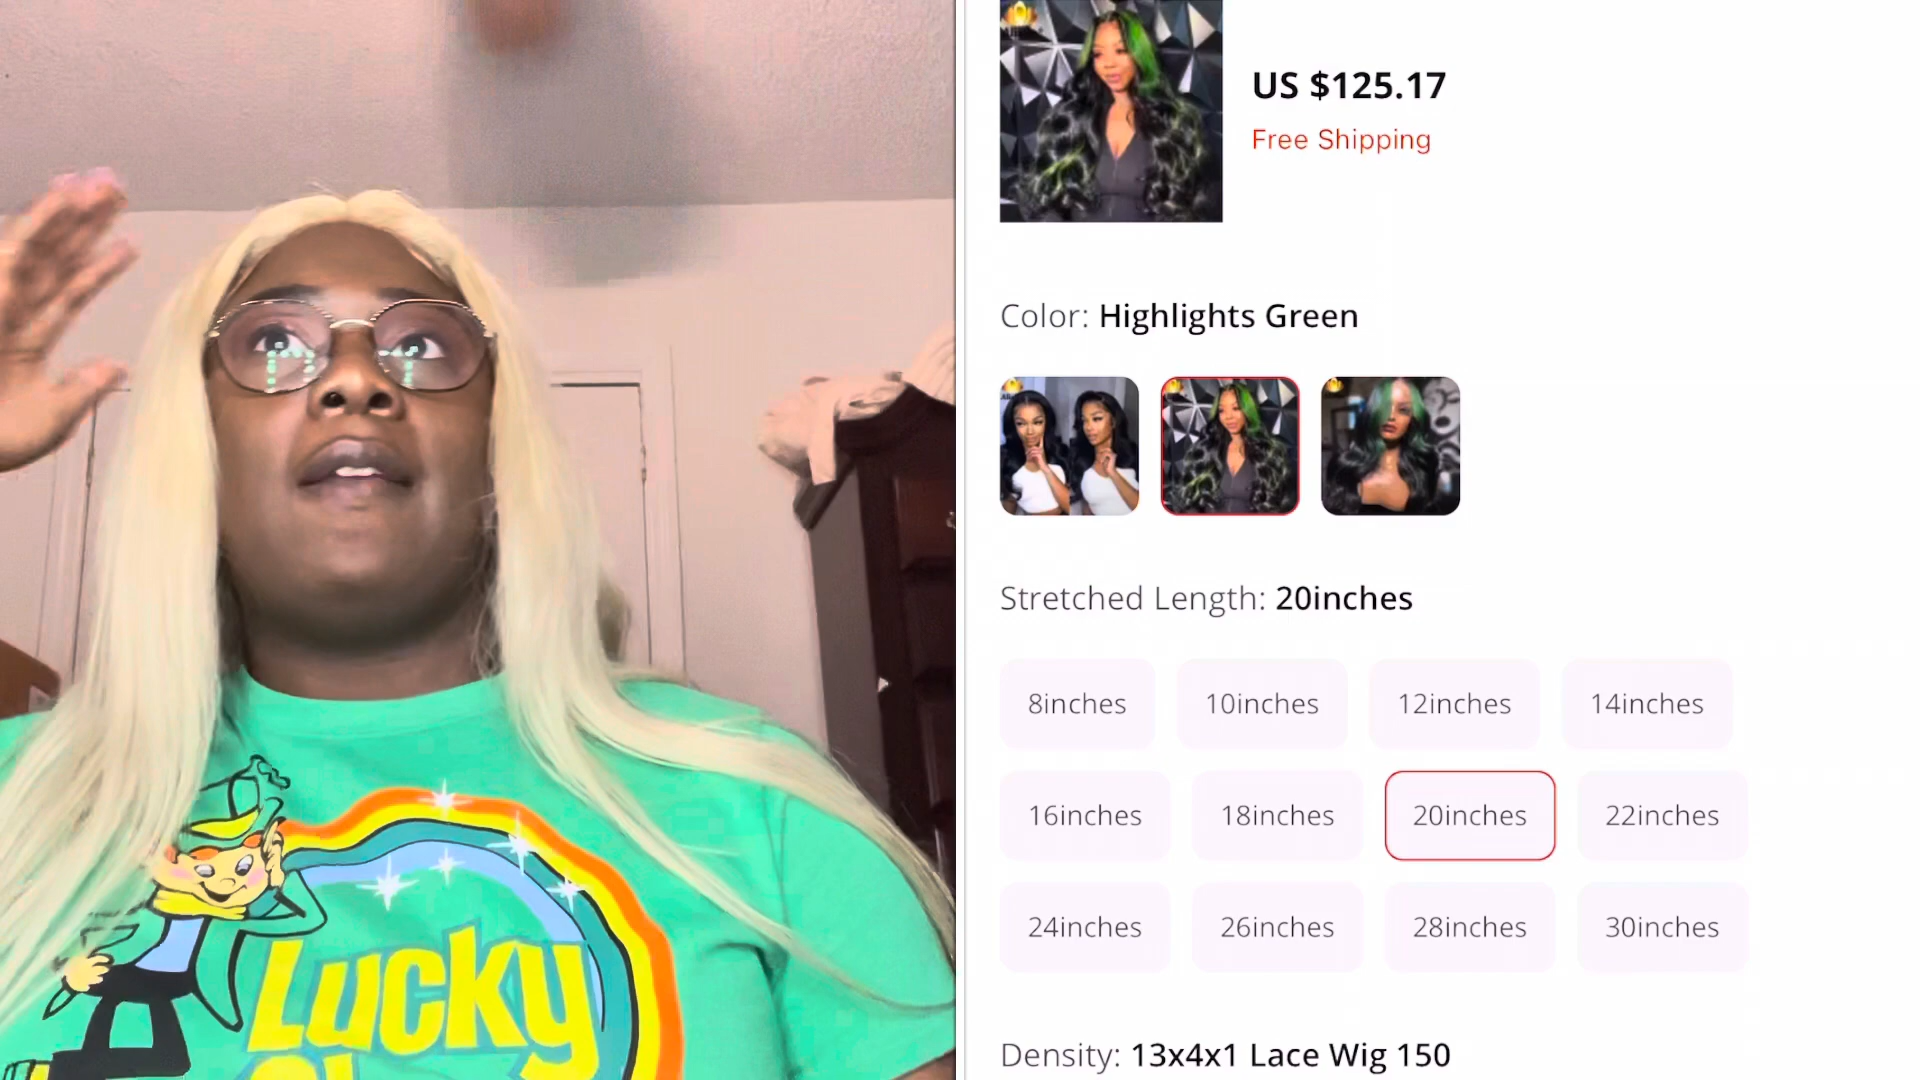 Lucky
US $125.17
Free Shipping
Color: Highlights Green
Stretched Length: 20inches
8inches
10inches
12inches
14inches
16inches
18inches
20inches
22inches
24inches
26inches
28inches
30inches
Density: 13x4x1 Lace Wig 150